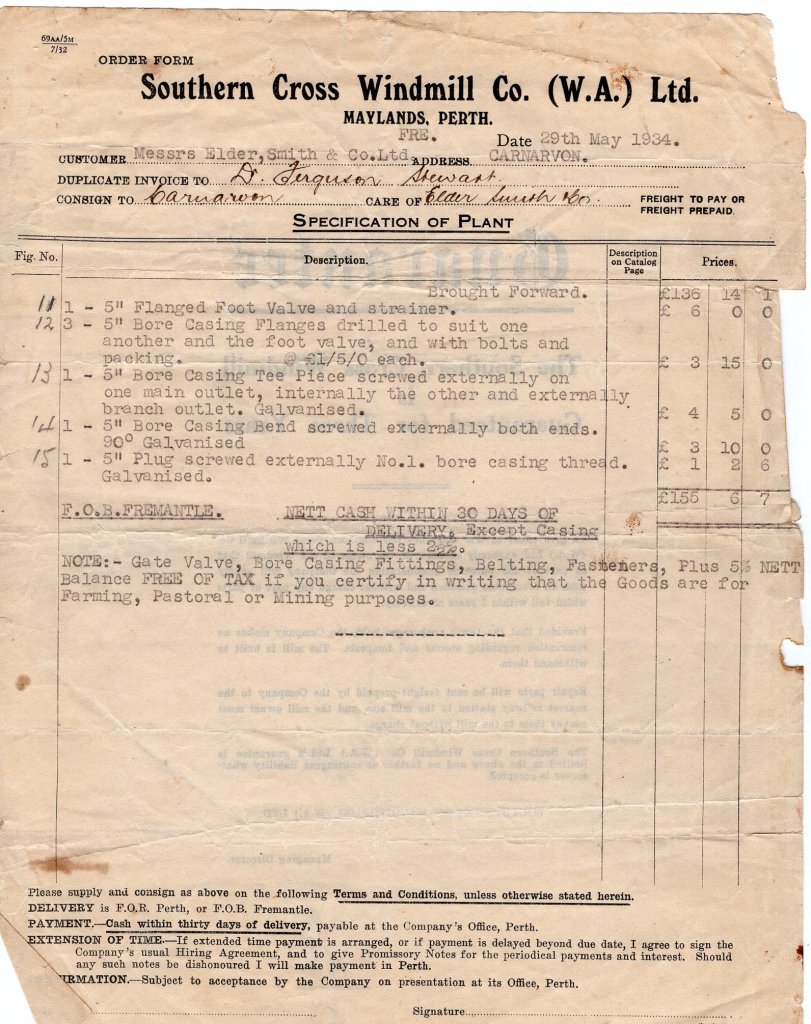 69AA/5M
7/32
ORDER FORM
Southern Cross Windmill Co. (W.A.) Ltd.
MAYLANDS, PERTH.
FRE. Date 29th May 1934.
CUSTOMER Messrs Elder,Smith & Co.Ltd ADDRESS CARNARVON.
DUPLICATE INVOICE TO D. Ferguson Stewart
CONSIGN TO Carnarvon CARE OF Elder Smith & Co. FREIGHT TO PAY OR
FREIGHT PREPAID.
SPECIFICATION OF PLANT
Fig. No. Description. Description on Catalog Page Prices.
Brought Forward. £136 14 1
11 1 - 5" Flanged Foot Valve and strainer. £ 6 0 0
12 3 - 5" Bore Casing Flanges drilled to suit one
another and the foot valve, and with bolts and
packing. @ £1/5/0 each. £ 3 15 0
13 1 - 5" Bore Casing Tee Piece screwed externally on
one main outlet, internally the other and externally
branch outlet. Galvanised. £ 4 5 0
14 1 - 5" Bore Casing Bend screwed externally both ends.
90° Galvanised £ 3 10 0
15 1 - 5" Plug screwed externally No.1. bore casing thread. £ 1 2 6
Galvanised.
£155 6 7
F.O.B.FREMANTLE. NETT CASH WITHIN 30 DAYS OF
DELIVERY. Except Casing
which is less 2½%.
NOTE:- Gate Valve, Bore Casing Fittings, Belting, Fasteners, Plus 5% NETT
Balance FREE OF TAX if you certify in writing that the Goods are for
Farming, Pastoral or Mining purposes.
Please supply and consign as above on the following Terms and Conditions, unless otherwise stated herein.
DELIVERY is F.O.R. Perth, or F.O.B. Fremantle.
PAYMENT.—Cash within thirty days of delivery, payable at the Company's Office, Perth.
EXTENSION OF TIME.—If extended time payment is arranged, or if payment is delayed beyond due date, I agree to sign the
Company's usual Hiring Agreement, and to give Promissory Notes for the periodical payments and interest. Should
any such notes be dishonoured I will make payment in Perth.
FIRMATION.—Subject to acceptance by the Company on presentation at its Office, Perth.
Signature